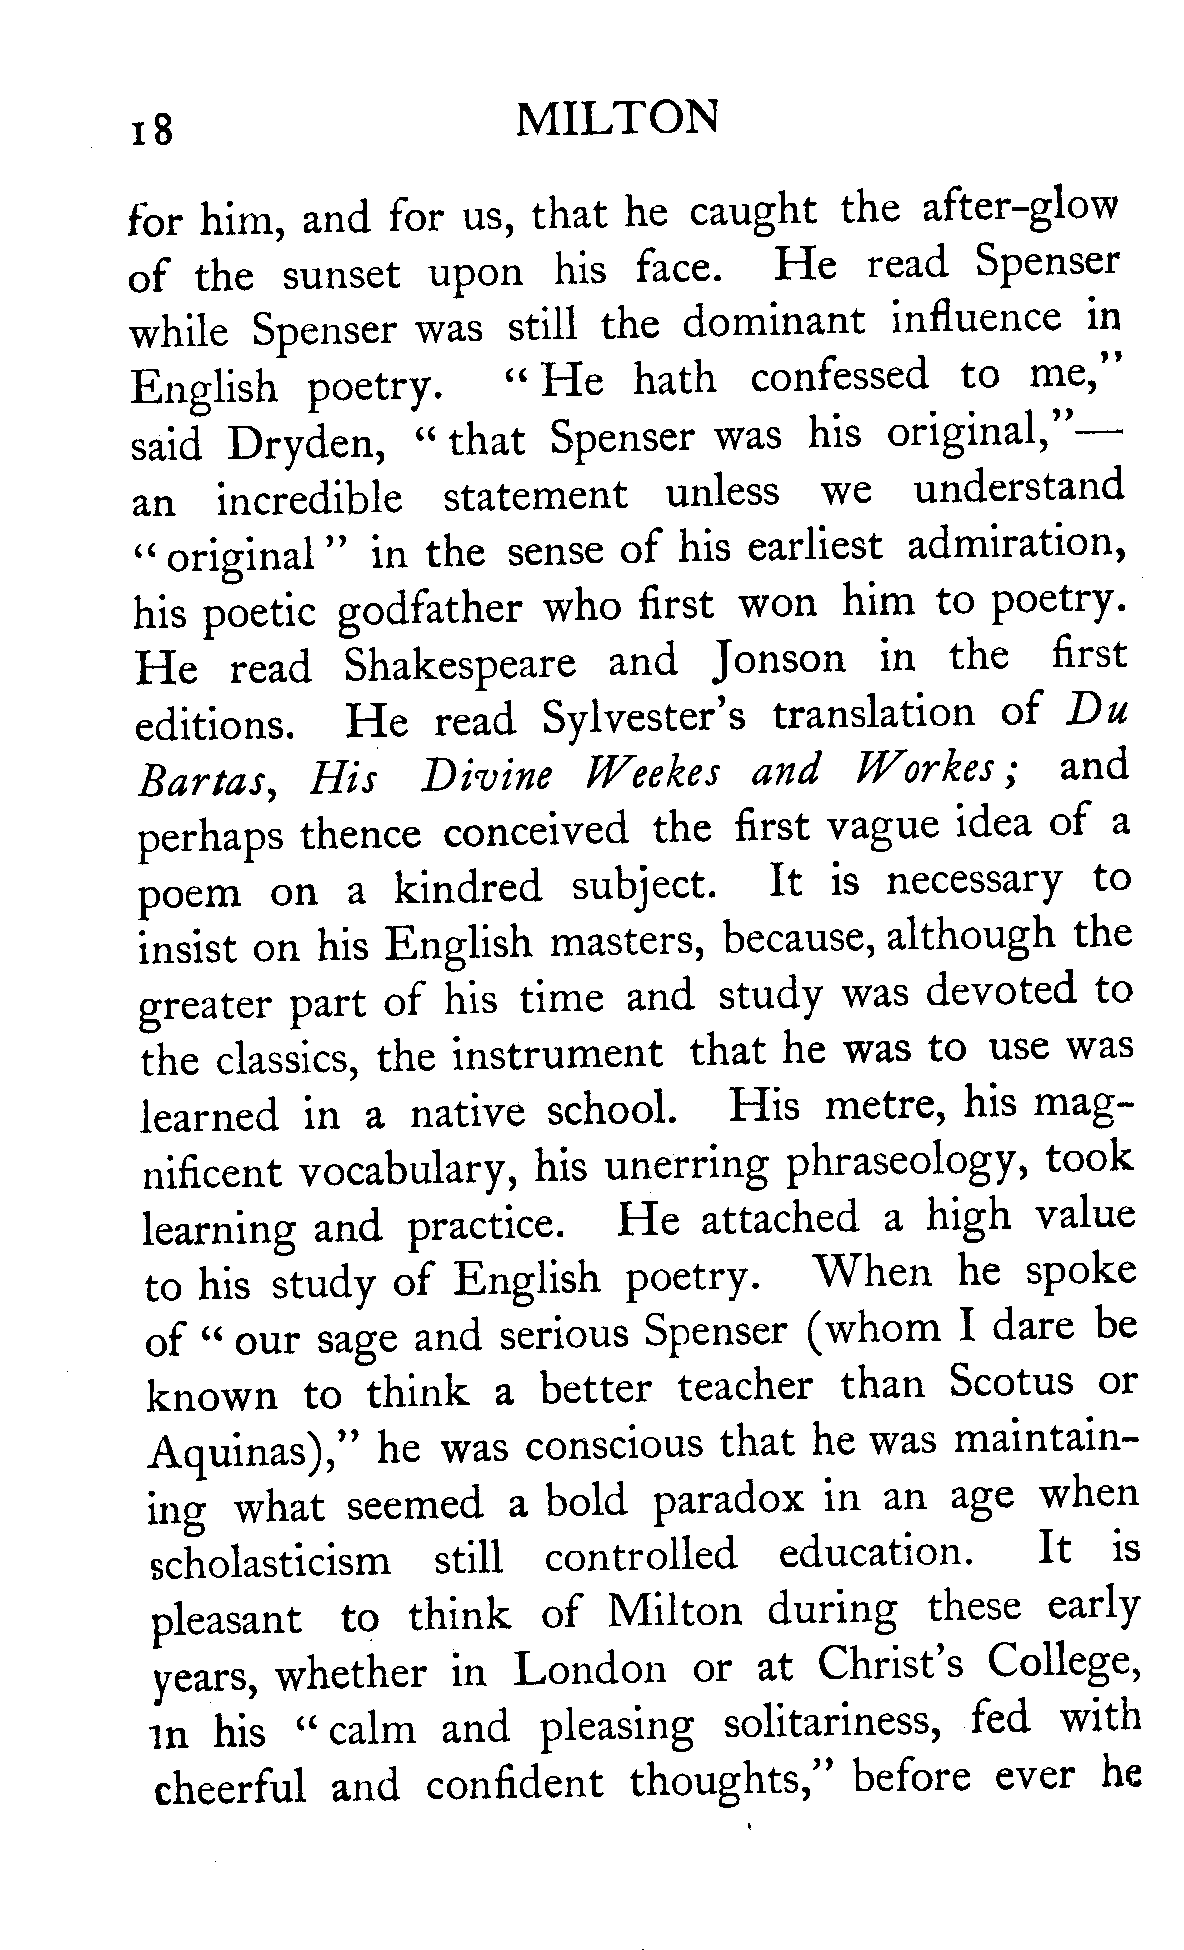 18 MILTON
for him, and for us, that he caught the after-glow
of the sunset upon his face. He read Spenser
while Spenser was still the dominant influence in
English poetry. “ He hath confessed to me,”
said Dryden, “ that Spenser was his original,”—
an incredible statement unless we understand
“ original ” in the sense of his earliest admiration,
his poetic godfather who first won him to poetry.
He read Shakespeare and Jonson in the first
editions. He read Sylvester’s translation of Du
Bartas, His Divine Weekes and Workes ; and
perhaps thence conceived the first vague idea of a
poem on a kindred subject. It is necessary to
insist on his English masters, because, although the
greater part of his time and study was devoted to
the classics, the instrument that he was to use was
learned in a native school. His metre, his mag-
nificent vocabulary, his unerring phraseology, took
learning and practice. He attached a high value
to his study of English poetry. When he spoke
of “ our sage and serious Spenser (whom I dare be
known to think a better teacher than Scotus or
Aquinas),” he was conscious that he was maintain-
ing what seemed a bold paradox in an age when
scholasticism still controlled education. It is
pleasant to think of Milton during these early
years, whether in London or at Christ’s College,
in his “ calm and pleasing solitariness, fed with
cheerful and confident thoughts,” before ever he